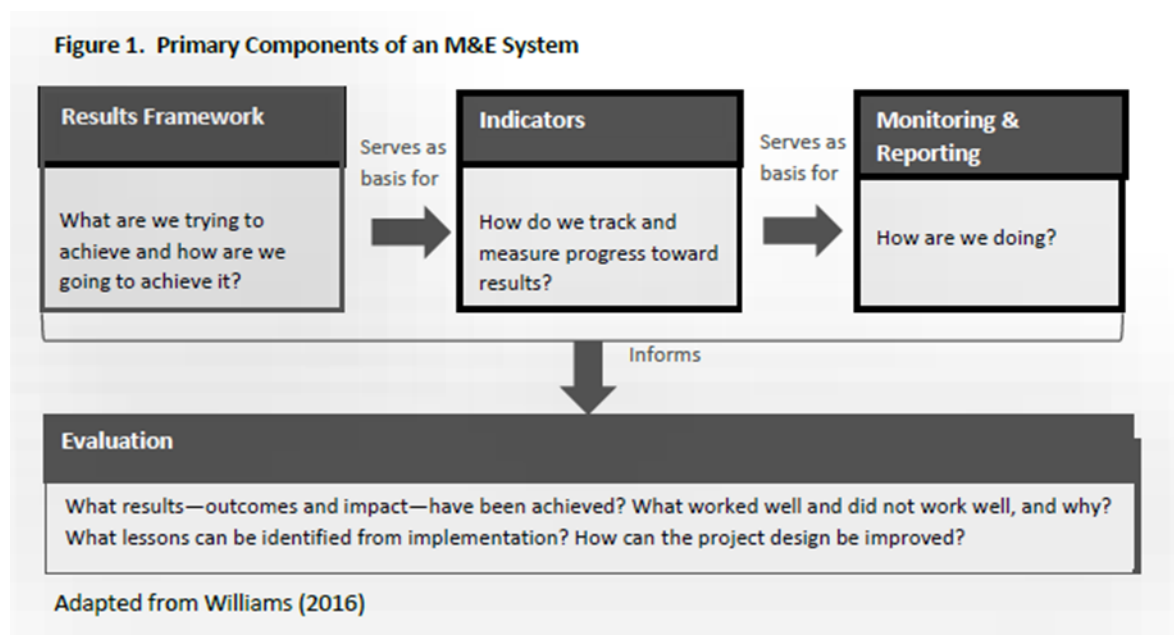 Figure 1.  Primary Components of an M&E System
Results Framework
What are we trying to
achieve and how are we
going to achieve it?
Serves as
basis for
Indicators
How do we track and
measure progress toward
results?
Serves as
basis for
Monitoring &
Reporting
How are we doing?
Informs
Evaluation
What results—outcomes and impact—have been achieved? What worked well and did not work well, and why?
What lessons can be identified from implementation? How can the project design be improved?
Adapted from Williams (2016)